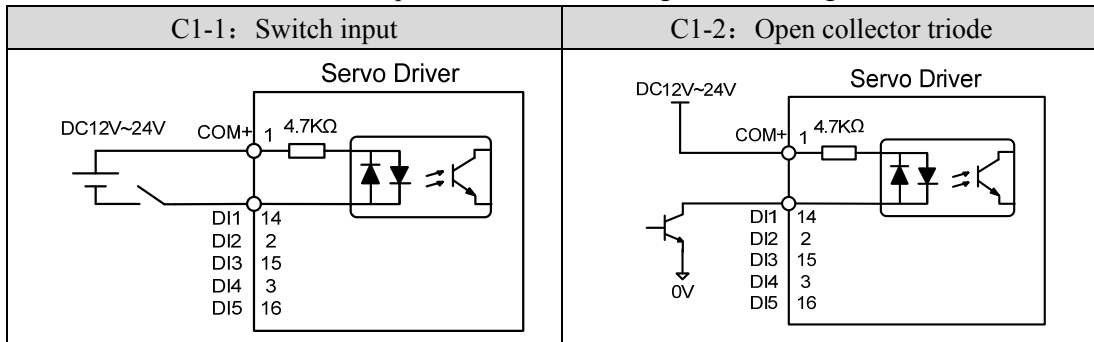 C1-1：Switch input
C1-2：Open collector triode
Servo Driver
DC12V~24V
COM+ 1 4.7KΩ
DI1 14
DI2 2
DI3 15
DI4 3
DI5 16
Servo Driver
DC12V~24V
COM+ 1 4.7KΩ
DI1 14
DI2 2
DI3 15
DI4 3
DI5 16
0V